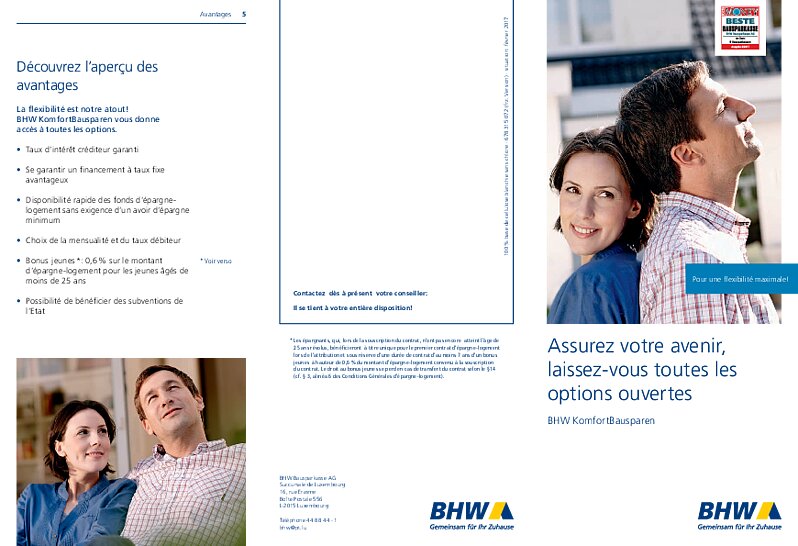 Avantages 5
Découvrez l'aperçu des
avantages
La flexibilité est notre atout!
BHW KomfortBausparen vous donne
accès à toutes les options.
• Taux d'intérêt créditeur garanti
• Se garantir un financement à taux fixe
avantageux
• Disponibilité rapide des fonds d'épargne-
logement sans exigence d'un avoir d'épargne
minimum
• Choix de la mensualité et du taux débiteur
• Bonus jeunes*: 0,6 % sur le montant
d'épargne-logement pour les jeunes âgés de
moins de 25 ans
* Voir verso
• Possibilité de bénéficier des subventions de
l'Etat
Contactez dès à présent votre conseiller:
Il se tient à votre entière disposition!
* Les épargnants, qui, lors de la souscription du contrat, n'ont pas encore atteint l'âge de
25 ans révolus, bénéficieront à titre unique pour le premier contrat d'épargne-logement
lors de l'attribution et sous réserve d'une durée de contrat d'au moins 7 ans d'un bonus
jeunes à hauteur de 0,6 % du montant d'épargne-logement convenu à la souscription
du contrat. Le droit au bonus jeunes se perd en cas de transfert du contrat selon le §14
(cf. § 3, alinéa 6 des Conditions Générales d'épargne-logement).
BHW Bausparkasse AG
Succursale de Luxembourg
16, rue Erasme
Boîte Postale 556
L-2015 Luxembourg
Téléphone 44 88 44 - 1
bhw@pt.lu
BHW
Gemeinsam für Ihr Zuhause
BESTE
BAUSPARKASSE
Pour une flexibilité maximale!
Assurez votre avenir,
laissez-vous toutes les
options ouvertes
BHW KomfortBausparen
BHW
Gemeinsam für Ihr Zuhause